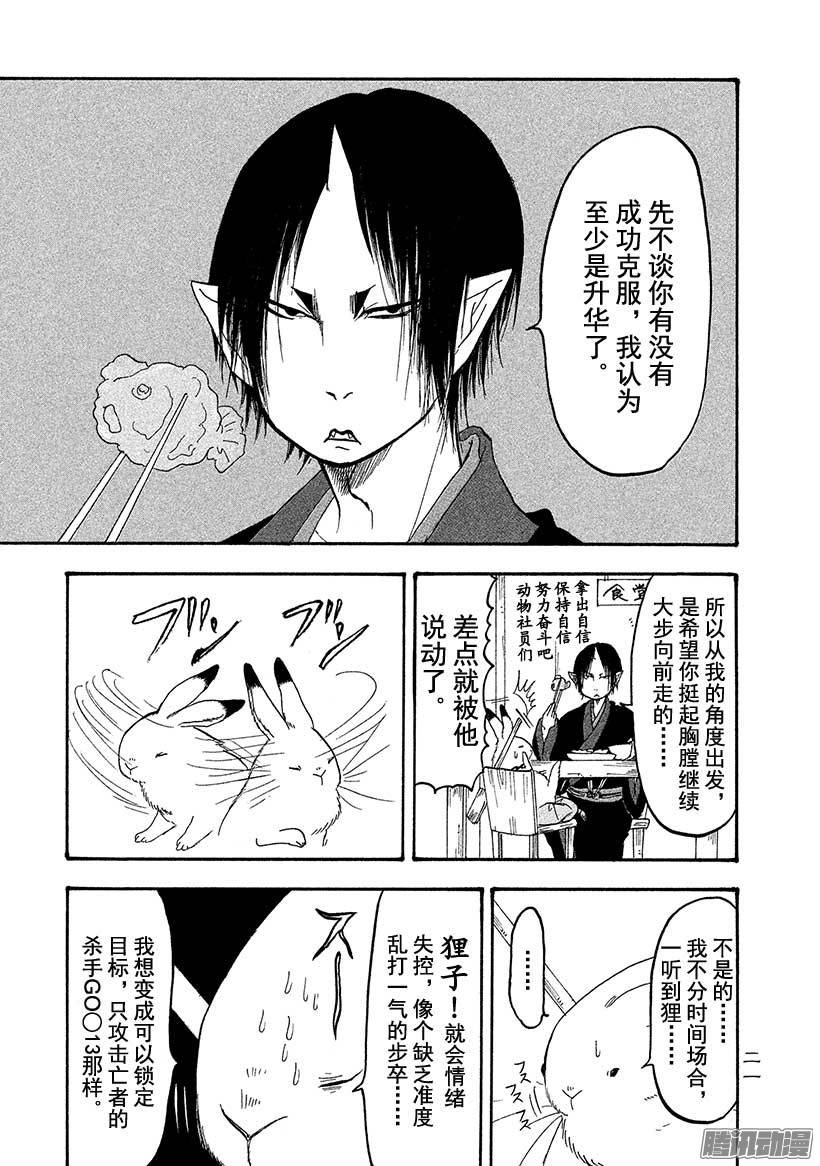 先不谈你有没有
成功克服，我认为
至少是升华了。
所以从我的角度出发，
是希望你挺起胸膛继续
大步向前走的……
食堂
拿出自信
保持自信
努力奋斗吧
动物社员们
差点就被他
说动了。
ブンッ
ブンッ
不是的……
我不分时间场合，
一听到狸……
……
狸子！就会情绪
失控，像个缺乏准度
乱打一气的步卒……
スー
我想变成可以锁定
目标，只攻击亡者的
杀手GO〇13那样。
二一
腾讯动漫